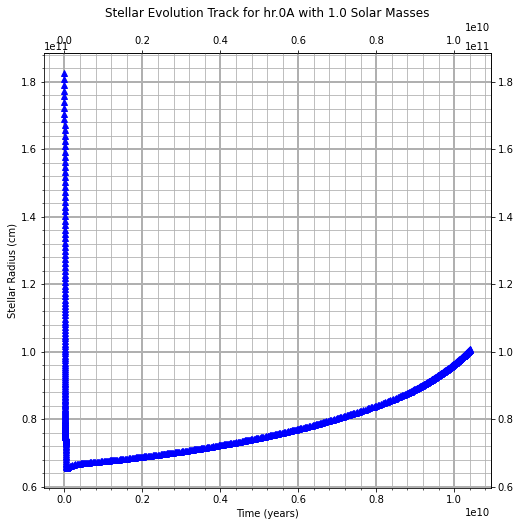 Stellar Evolution Track for hr.0A with 1.0 Solar Masses
1e10
0.0 0.2 0.4 0.6 0.8 1.0
1e11 1e11
1.8 1.8
1.6 1.6
1.4 1.4
1.2 1.2
Stellar Radius (cm)
1.0 1.0
0.8 0.8
0.6 0.6
0.0 0.2 0.4 0.6 0.8 1.0
Time (years) 1e10